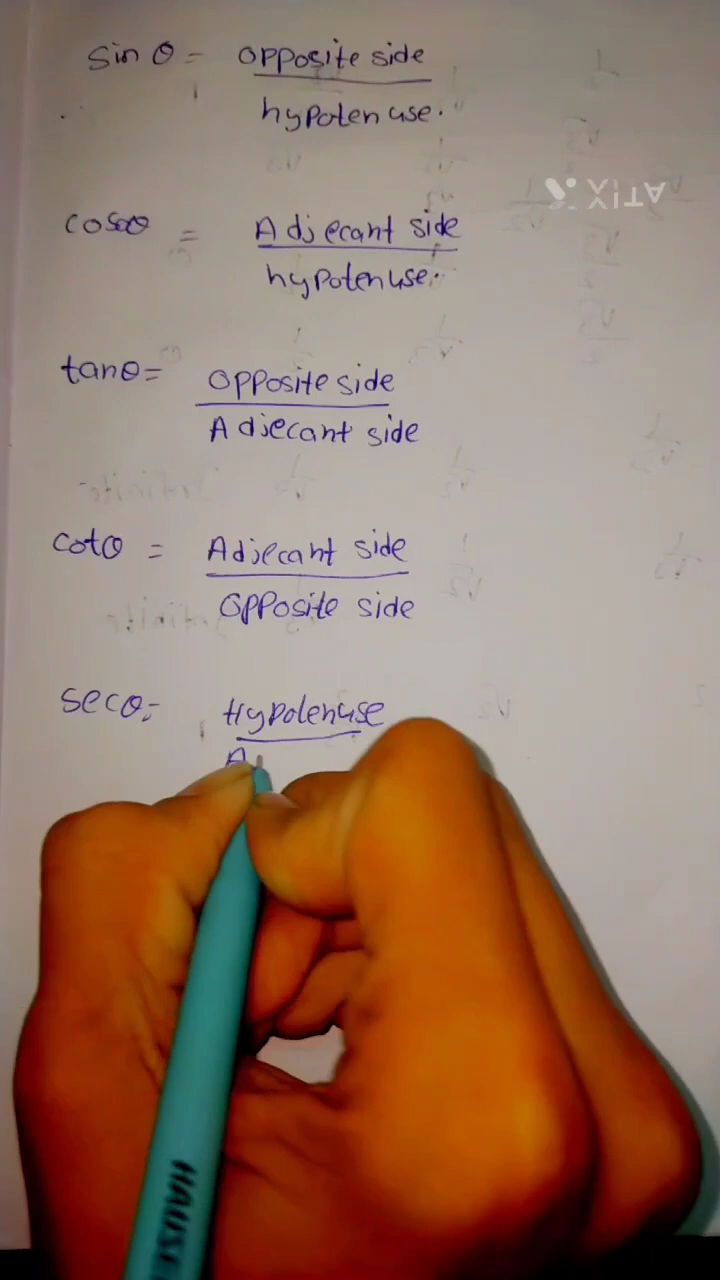 sin θ = opposite side
hypotenuse.
cosθ = Adjecant side
hypotenuse.
tanθ = opposite side
Adjecant side
cotθ = Adjecant side
opposite side
secθ = Hypotenuse
A
HAUSE